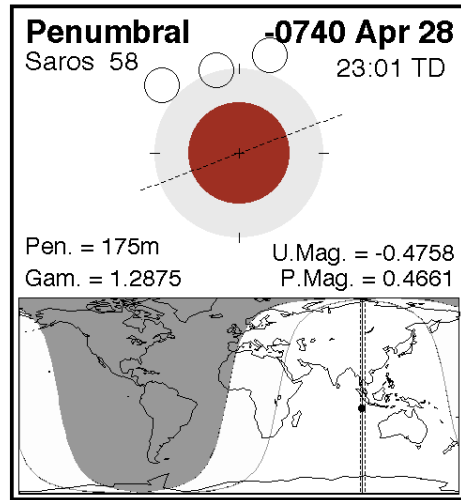 Penumbral -0740 Apr 28
Saros 58 23:01 TD
Pen. = 175m U.Mag. = -0.4758
Gam. = 1.2875 P.Mag. = 0.4661